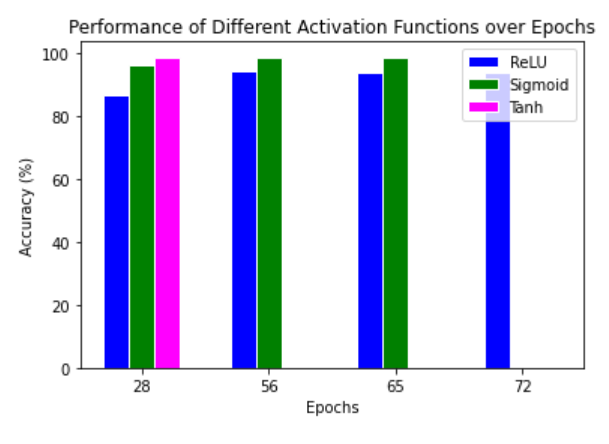 Performance of Different Activation Functions over Epochs
100
80
60
40
20
0
Accuracy (%)
ReLU
Sigmoid
Tanh
28 56 65 72
Epochs